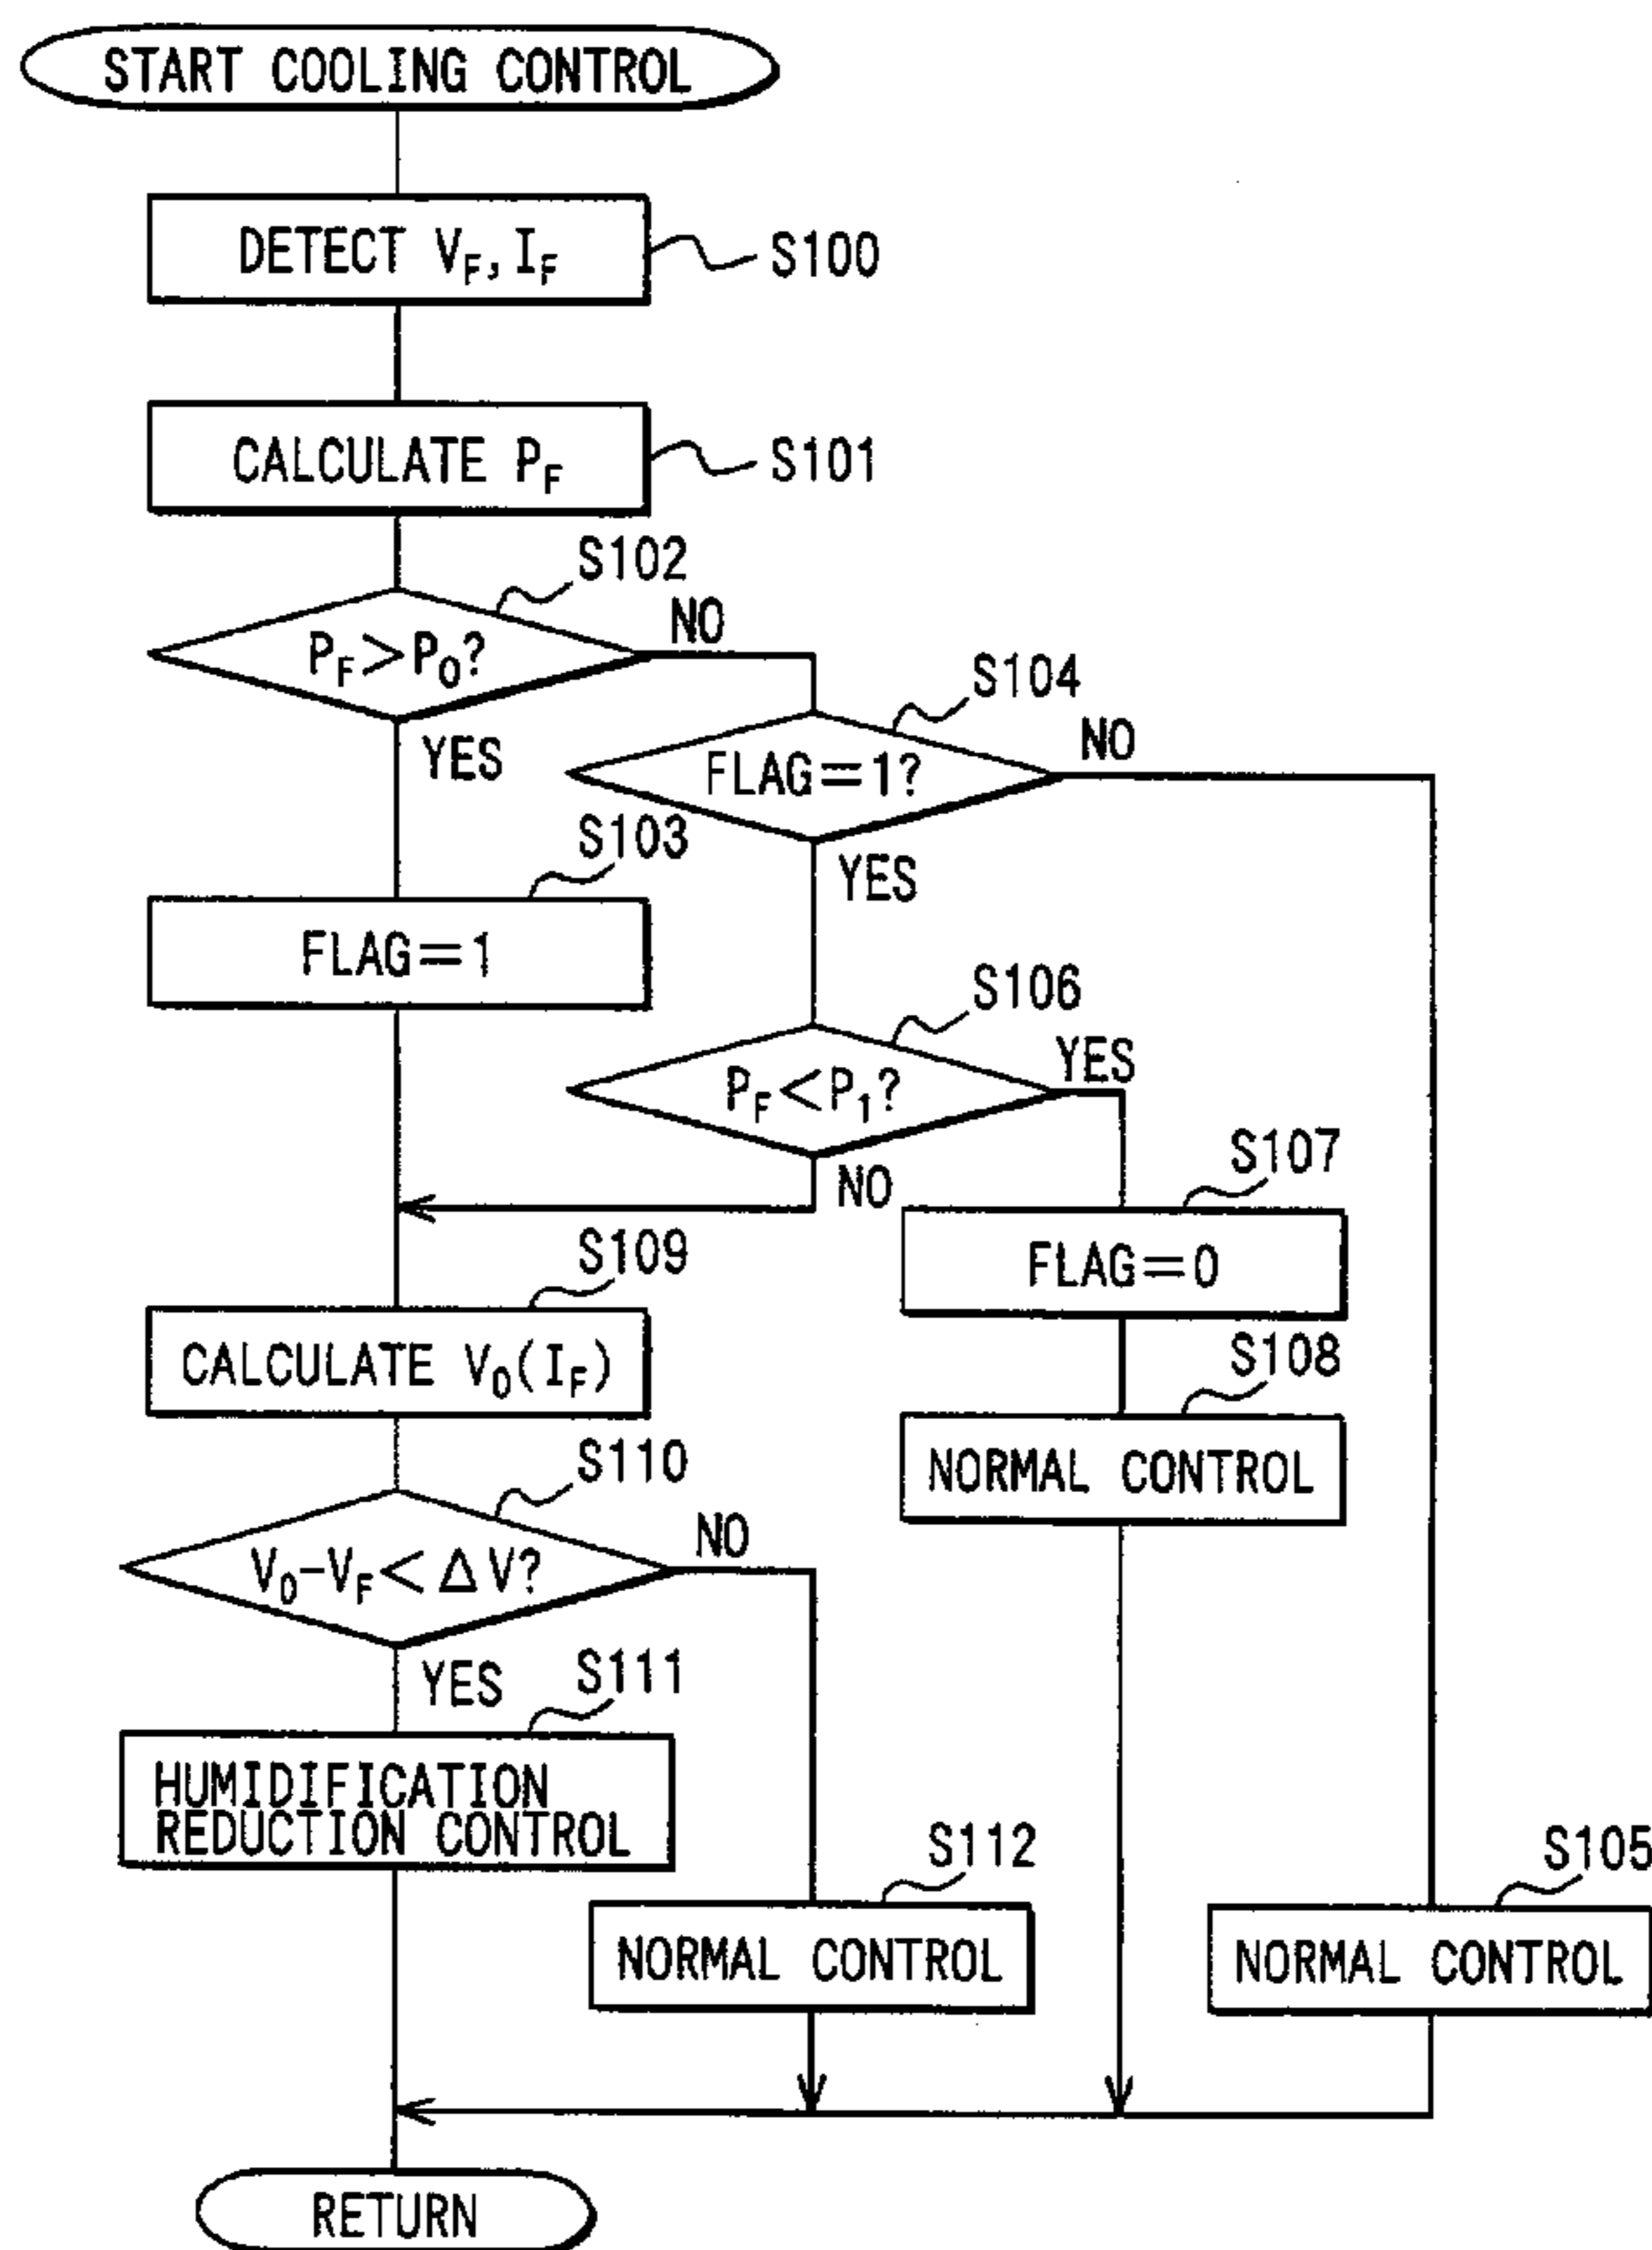 START COOLING CONTROL
DETECT V_F, I_F
S100
CALCULATE P_F
S101
S102
P_F>P_0?
NO
YES
S104
FLAG=1?
NO
YES
S103
FLAG=1
S106
P_F<P_1?
YES
NO
S107
FLAG=0
S108
NORMAL CONTROL
S109
CALCULATE V_0(I_F)
S110
V_0-V_F<ΔV?
NO
YES
S111
HUMIDIFICATION
REDUCTION CONTROL
S112
NORMAL CONTROL
S105
NORMAL CONTROL
RETURN